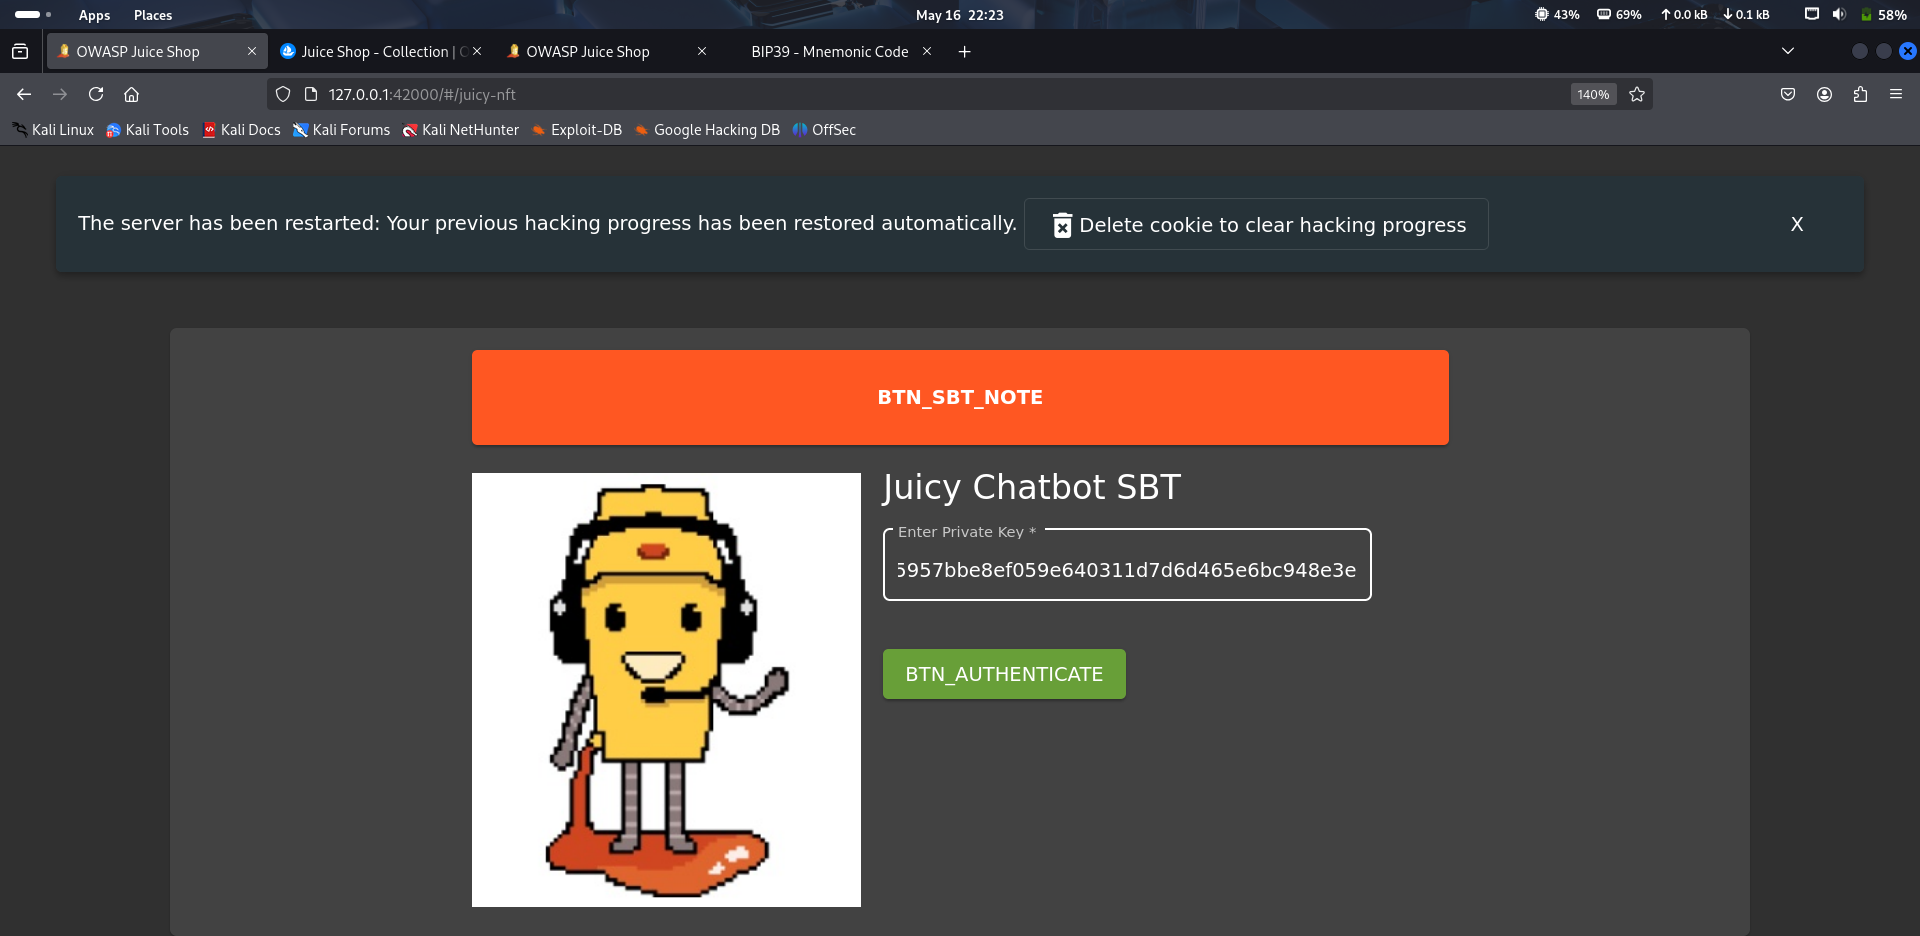 Apps Places May 16 22:23 43% 69% 0.0 kB 0.1 kB 58%
OWASP Juice Shop Juice Shop - Collection | OWASP Juice Shop BIP39 - Mnemonic Code
127.0.0.1:42000/#/juicy-nft 140%
Kali Linux Kali Tools Kali Docs Kali Forums Kali NetHunter Exploit-DB Google Hacking DB OffSec
The server has been restarted: Your previous hacking progress has been restored automatically. Delete cookie to clear hacking progress X
BTN_SBT_NOTE
Juicy Chatbot SBT
Enter Private Key *
5957bbe8ef059e640311d7d6d465e6bc948e3e
BTN_AUTHENTICATE